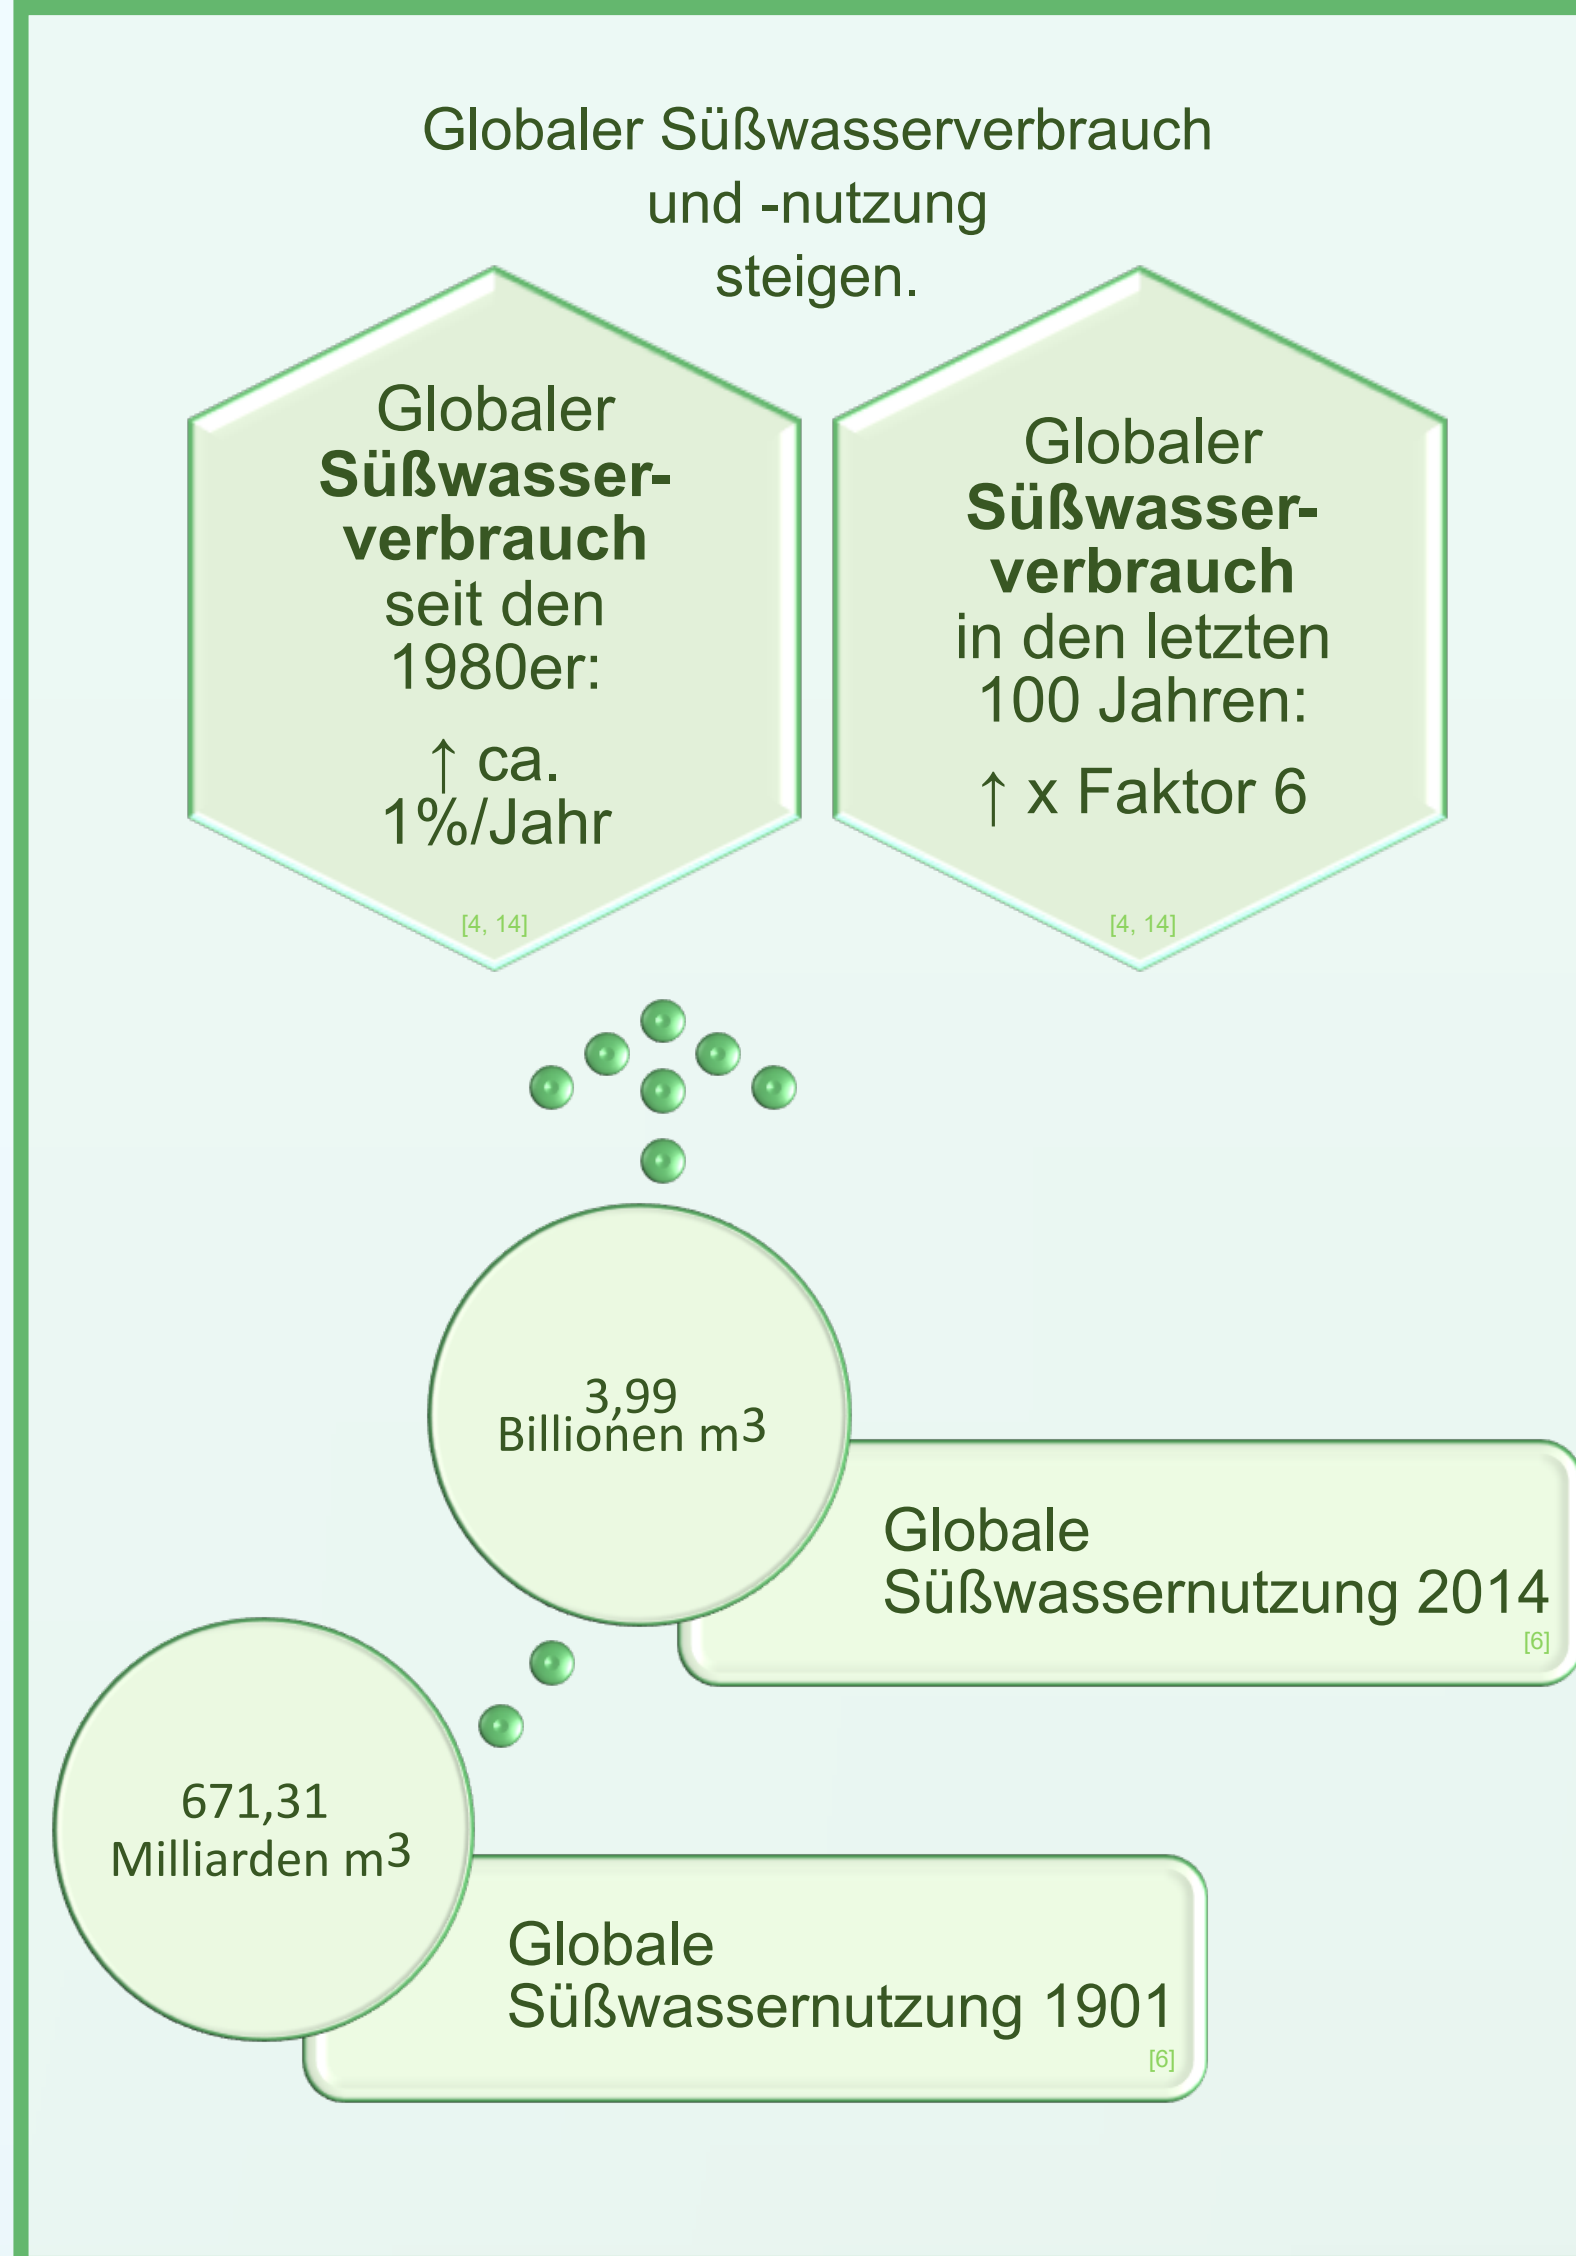 Globaler Süßwasserverbrauch
und -nutzung
steigen.
Globaler
Süßwasser-
verbrauch
seit den
1980er:
↑ ca.
1%/Jahr
[4, 14]
Globaler
Süßwasser-
verbrauch
in den letzten
100 Jahren:
↑ x Faktor 6
[4, 14]
3,99
Billionen m³
Globale
Süßwassernutzung 2014
[6]
671,31
Milliarden m³
Globale
Süßwassernutzung 1901
[6]